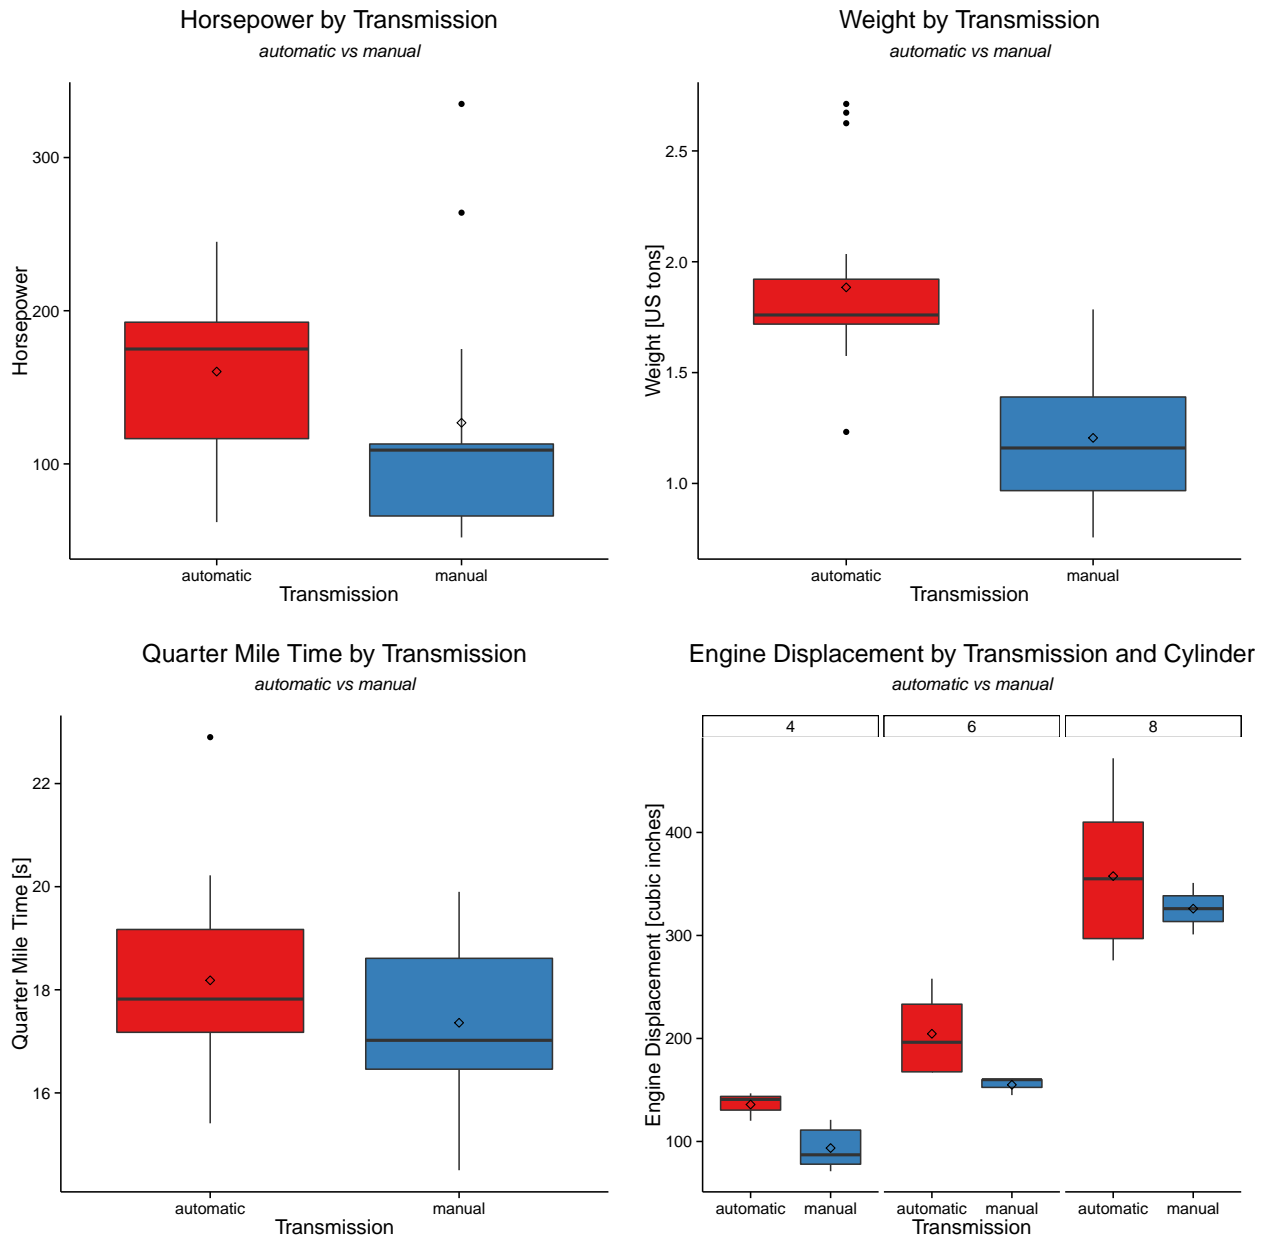 Horsepower by Transmission
automatic vs manual
Horsepower
300
200
100
automatic manual
Transmission
Weight by Transmission
automatic vs manual
Weight [US tons]
2.5
2.0
1.5
1.0
automatic manual
Transmission
Quarter Mile Time by Transmission
automatic vs manual
Quarter Mile Time [s]
22
20
18
16
automatic manual
Transmission
Engine Displacement by Transmission and Cylinder
automatic vs manual
4 6 8
Engine Displacement [cubic inches]
400
300
200
100
automatic manual automatic manual automatic manual
Transmission